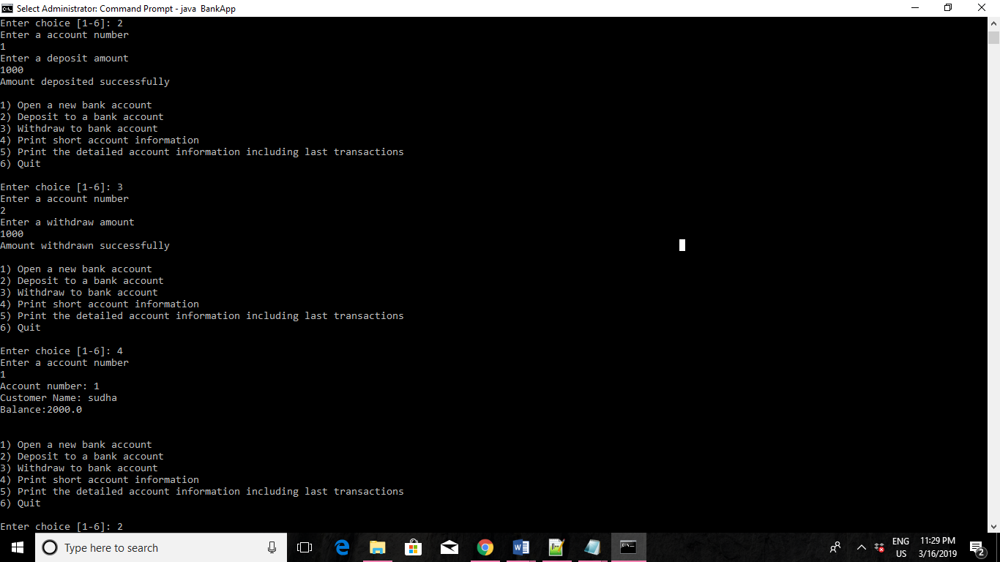 Select Administrator: Command Prompt - java  BankApp
Enter choice [1-6]: 2
Enter a account number
1
Enter a deposit amount
1000
Amount deposited successfully
1) Open a new bank account
2) Deposit to a bank account
3) Withdraw to bank account
4) Print short account information
5) Print the detailed account information including last transactions
6) Quit
Enter choice [1-6]: 3
Enter a account number
2
Enter a withdraw amount
1000
Amount withdrawn successfully
1) Open a new bank account
2) Deposit to a bank account
3) Withdraw to bank account
4) Print short account information
5) Print the detailed account information including last transactions
6) Quit
Enter choice [1-6]: 4
Enter a account number
1
Account number: 1
Customer Name: sudha
Balance:2000.0
1) Open a new bank account
2) Deposit to a bank account
3) Withdraw to bank account
4) Print short account information
5) Print the detailed account information including last transactions
6) Quit
Enter choice [1-6]: 2
Type here to search
ENG
US
11:29 PM
3/16/2019
2